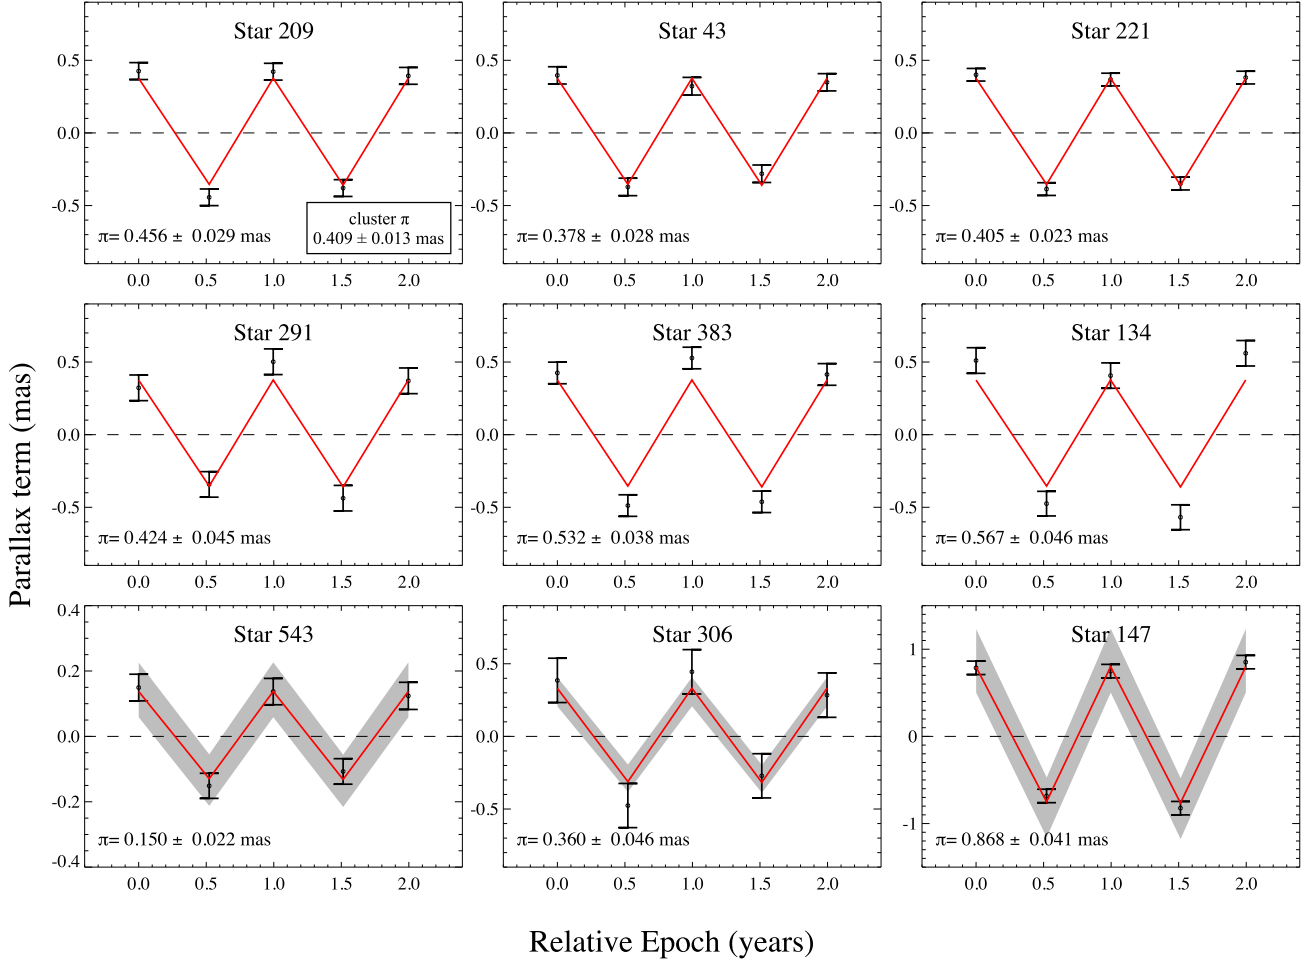 Star 209
0.5
0.0
-0.5
π= 0.456 ± 0.029 mas
cluster π
0.409 ± 0.013 mas
0.0 0.5 1.0 1.5 2.0
Star 43
0.5
0.0
-0.5
π= 0.378 ± 0.028 mas
0.0 0.5 1.0 1.5 2.0
Star 221
0.5
0.0
-0.5
π= 0.405 ± 0.023 mas
0.0 0.5 1.0 1.5 2.0
Parallax term (mas)
Star 291
0.5
0.0
-0.5
π= 0.424 ± 0.045 mas
0.0 0.5 1.0 1.5 2.0
Star 383
0.5
0.0
-0.5
π= 0.532 ± 0.038 mas
0.0 0.5 1.0 1.5 2.0
Star 134
0.5
0.0
-0.5
π= 0.567 ± 0.046 mas
0.0 0.5 1.0 1.5 2.0
Star 543
0.4
0.2
0.0
-0.2
-0.4
π= 0.150 ± 0.022 mas
0.0 0.5 1.0 1.5 2.0
Star 306
0.5
0.0
-0.5
π= 0.360 ± 0.046 mas
0.0 0.5 1.0 1.5 2.0
Star 147
1
0
-1
π= 0.868 ± 0.041 mas
0.0 0.5 1.0 1.5 2.0
Relative Epoch (years)